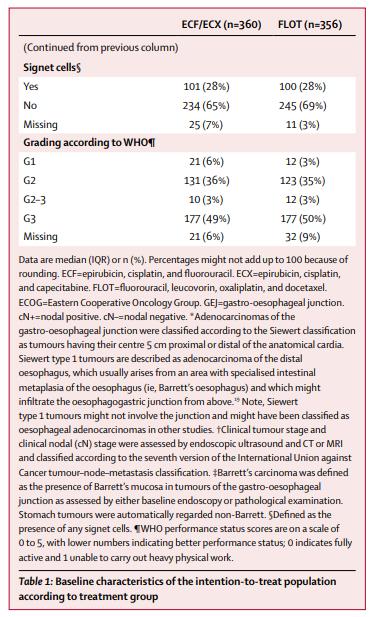 ECF/ECX (n=360) FLOT (n=356)
(Continued from previous column)
Signet cells§
Yes 101 (28%) 100 (28%)
No 234 (65%) 245 (69%)
Missing 25 (7%) 11 (3%)
Grading according to WHO¶
G1 21 (6%) 12 (3%)
G2 131 (36%) 123 (35%)
G2–3 10 (3%) 12 (3%)
G3 177 (49%) 177 (50%)
Missing 21 (6%) 32 (9%)
Data are median (IQR) or n (%). Percentages might not add up to 100 because of
rounding. ECF=epirubicin, cisplatin, and fluorouracil. ECX=epirubicin, cisplatin,
and capecitabine. FLOT=fluorouracil, leucovorin, oxaliplatin, and docetaxel.
ECOG=Eastern Cooperative Oncology Group. GEJ=gastro-oesophageal junction.
cN+=nodal positive. cN–=nodal negative. *Adenocarcinomas of the
gastro-oesophageal junction were classified according to the Siewert classification
as tumours having their centre 5 cm proximal or distal of the anatomical cardia.
Siewert type 1 tumours are described as adenocarcinoma of the distal
oesophagus, which usually arises from an area with specialised intestinal
metaplasia of the oesophagus (ie, Barrett's oesophagus) and which might
infiltrate the oesophagogastric junction from above.¹⁹ Note, Siewert
type 1 tumours might not involve the junction and might have been classified as
oesophageal adenocarcinomas in other studies. †Clinical tumour stage and
clinical nodal (cN) stage were assessed by endoscopic ultrasound and CT or MRI
and classified according to the seventh version of the International Union against
Cancer tumour–node–metastasis classification. ‡Barrett's carcinoma was defined
as the presence of Barrett's mucosa in tumours of the gastro-oesophageal
junction as assessed by either baseline endoscopy or pathological examination.
Stomach tumours were automatically regarded non-Barrett. §Defined as the
presence of any signet cells. ¶WHO performance status scores are on a scale of
0 to 5, with lower numbers indicating better performance status; 0 indicates fully
active and 1 unable to carry out heavy physical work.
Table 1: Baseline characteristics of the intention-to-treat population
according to treatment group